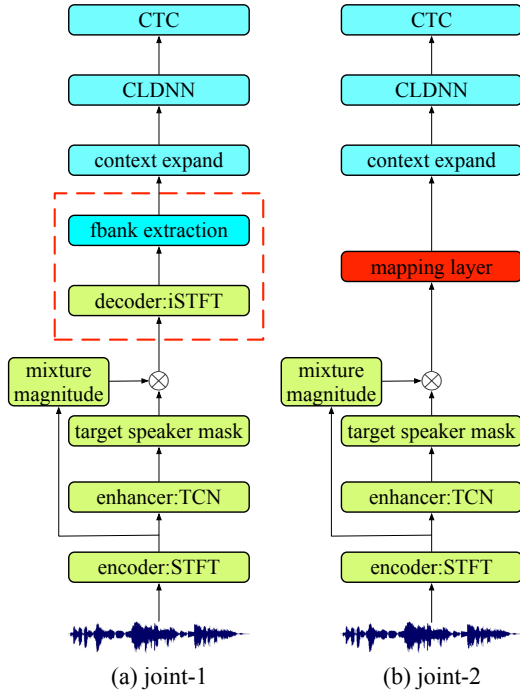 CTC
CLDNN
context expand
fbank extraction
decoder:iSTFT
mixture
magnitude
target speaker mask
enhancer:TCN
encoder:STFT
(a) joint-1
CTC
CLDNN
context expand
mapping layer
mixture
magnitude
target speaker mask
enhancer:TCN
encoder:STFT
(b) joint-2